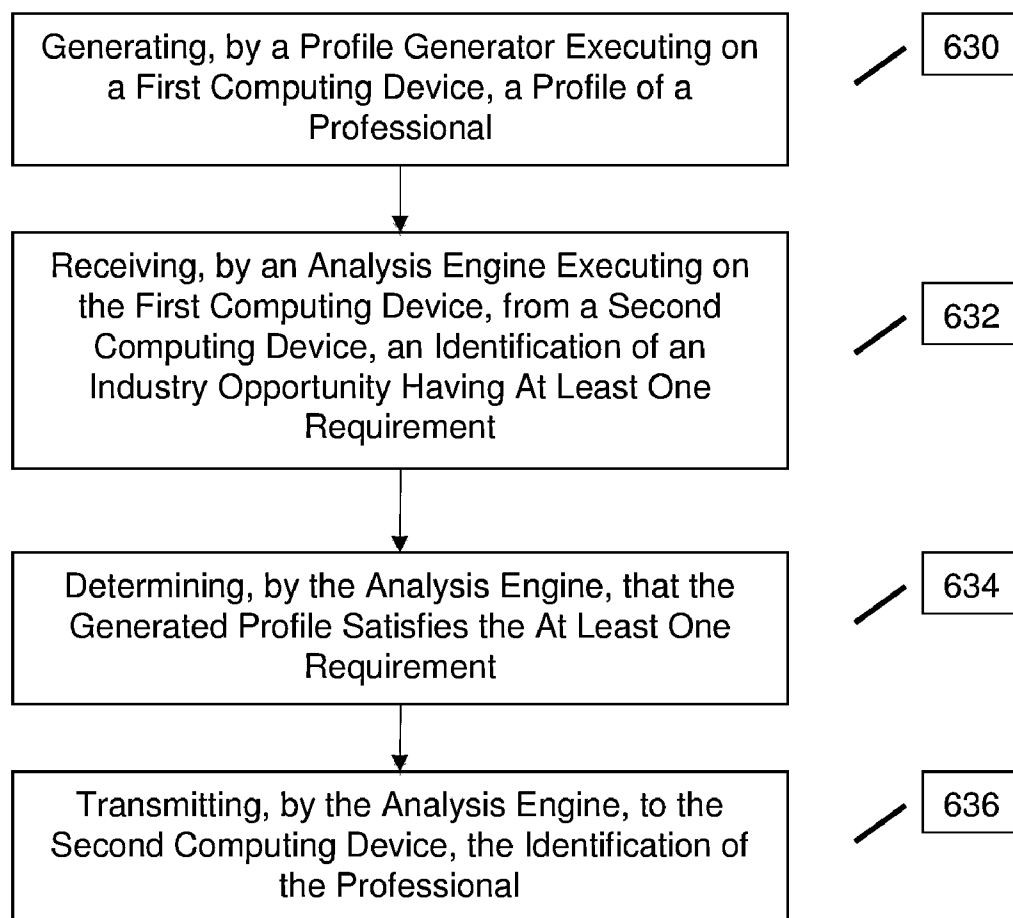 Generating, by a Profile Generator Executing on
a First Computing Device, a Profile of a
Professional
630
Receiving, by an Analysis Engine Executing on
the First Computing Device, from a Second
Computing Device, an Identification of an
Industry Opportunity Having At Least One
Requirement
632
Determining, by the Analysis Engine, that the
Generated Profile Satisfies the At Least One
Requirement
634
Transmitting, by the Analysis Engine, to the
Second Computing Device, the Identification of
the Professional
636